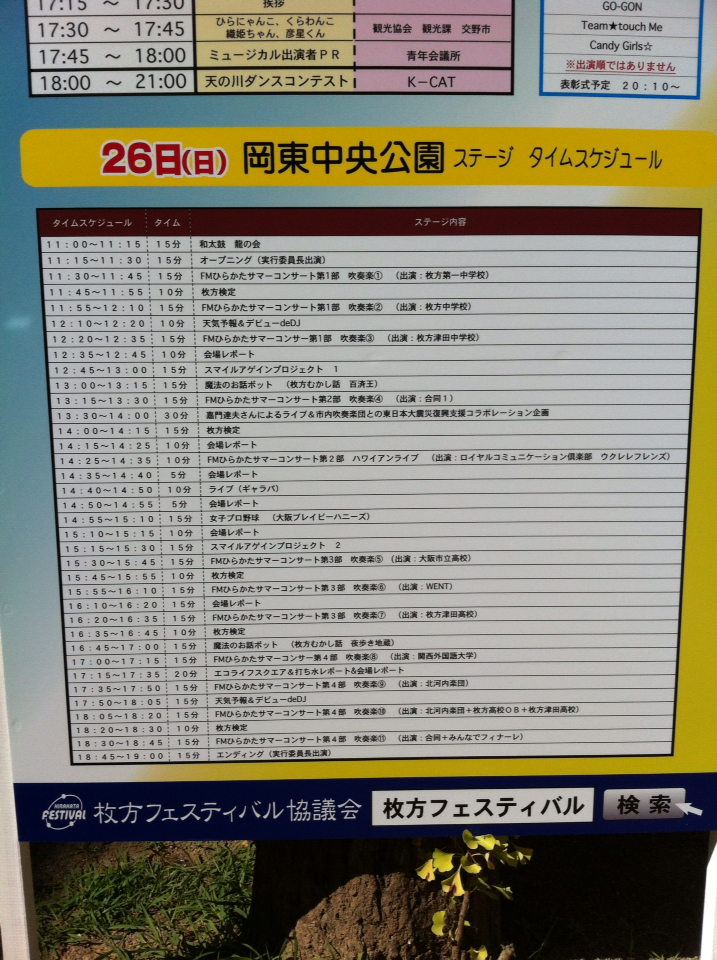 17:15 ～ 17:30 挨拶
17:30 ～ 17:45 ひらにゃんこ、くらわんこ 織姫ちゃん、彦星くん 観光協会 観光課 交野市
17:45 ～ 18:00 ミュージカル出演者PR 青年会議所
18:00 ～ 21:00 天の川ダンスコンテスト K－CAT
GO-GON
Team★touch Me
Candy Girls☆
※出演順ではありません
表彰式予定 20：10～
26日(日) 岡東中央公園 ステージ タイムスケジュール
タイムスケジュール タイム ステージ内容
11：00～11：15 15分 和太鼓 龍の会
11：15～11：30 15分 オープニング（実行委員長出演）
11：30～11：45 15分 FMひらかたサマーコンサート第1部 吹奏楽① （出演：枚方第一中学校）
11：45～11：55 10分 枚方検定
11：55～12：10 15分 FMひらかたサマーコンサート第1部 吹奏楽② （出演：枚方中学校）
12：10～12：20 10分 天気予報＆デビューdeDJ
12：20～12：35 15分 FMひらかたサマーコンサー第1部 吹奏楽③ （出演：枚方津田中学校）
12：35～12：45 10分 会場レポート
12：45～13：00 15分 スマイルアゲインプロジェクト 1
13：00～13：15 15分 魔法のお話ポット （枚方むかし話 百済王）
13：15～13：30 15分 FMひらかたサマーコンサート第2部 吹奏楽④ （出演：合同1）
13：30～14：00 30分 嘉門達夫さんによるライブ＆市内吹奏楽団との東日本大震災復興支援コラボレーション企画
14：00～14：15 15分 枚方検定
14：15～14：25 10分 会場レポート
14：25～14：35 10分 FMひらかたサマーコンサート第２部 ハワイアンライブ （出演：ロイヤルコミュニケーション倶楽部 ウクレレフレンズ）
14：35～14：40 5分 会場レポート
14：40～14：50 10分 ライブ（ギャラバ）
14：50～14：55 5分 会場レポート
14：55～15：10 15分 女子プロ野球 （大阪ブレイビーハニーズ）
15：10～15：15 10分 会場レポート
15：15～15：30 15分 スマイルアゲインプロジェクト 2
15：30～15：45 15分 FMひらかたサマーコンサート第3部 吹奏楽⑤ （出演：大阪市立高校）
15：45～15：55 10分 枚方検定
15：55～16：10 15分 FMひらかたサマーコンサート第３部 吹奏楽⑥ （出演：WENT）
16：10～16：20 15分 会場レポート
16：20～16：35 15分 FMひらかたサマーコンサート第３部 吹奏楽⑦ （出演：枚方津田高校）
16：35～16：45 10分 枚方検定
16：45～17：00 15分 魔法のお話ポット （枚方むかし話 夜歩き地蔵）
17：00～17：15 15分 FMひらかたサマーコンサー第４部 吹奏楽⑧ （出演：関西外国語大学）
17：15～17：35 20分 エコライフスクエア＆打ち水レポート&会場レポート
17：35～17：50 15分 FMひらかたサマーコンサート第４部 吹奏楽⑨ （出演：北河内楽団）
17：50～18：05 15分 天気予報＆デビューdeDJ
18：05～18：20 15分 FMひらかたサマーコンサート第４部 吹奏楽⑩ （出演：北河内楽団＋枚方高校ＯＢ＋枚方津田高校）
18：20～18：30 10分 枚方検定
18：30～18：45 15分 FMひらかたサマーコンサート第４部 吹奏楽⑪ （出演：合同＋みんなでフィナーレ）
18：45～19：00 15分 エンディング（実行委員長出演）
HIRAKATA FESTIVAL 枚方フェスティバル協議会 枚方フェスティバル 検索